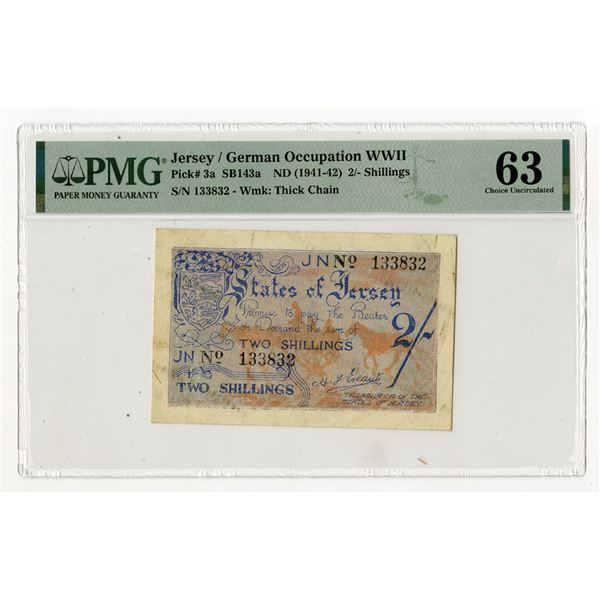 PMG
PAPER MONEY GUARANTY
Jersey / German Occupation WWII
Pick# 3a SB143a ND (1941-42) 2/- Shillings
S/N 133832 - Wmk: Thick Chain
63
Choice Uncirculated
JN Nº 133832
States of Jersey
Promise to pay the Bearer
on Demand the sum of
TWO SHILLINGS
2/-
JN Nº 133832
TWO SHILLINGS
TREASURER OF THE
STATES OF JERSEY